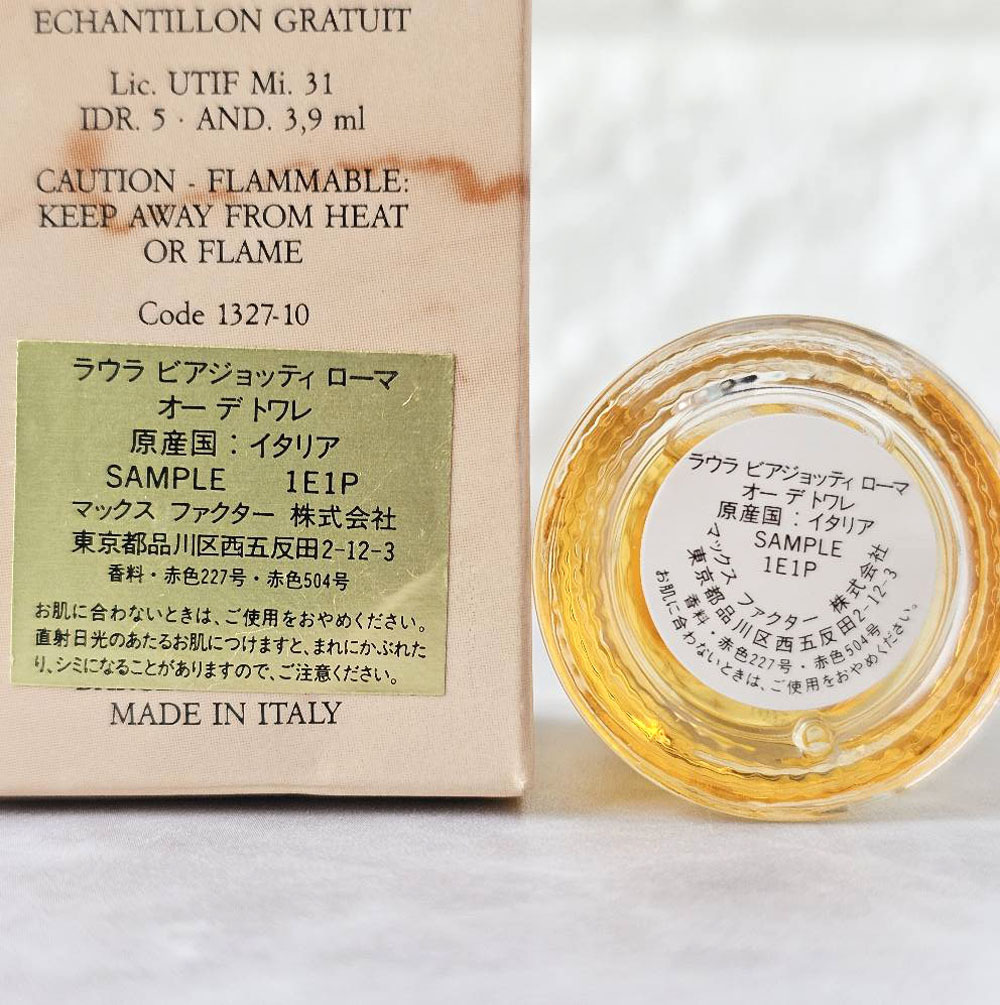 ECHANTILLON GRATUIT
Lic. UTIF Mi. 31
IDR. 5 · AND. 3,9 ml
CAUTION - FLAMMABLE:
KEEP AWAY FROM HEAT
OR FLAME
Code 1327-10
ラウラ ビアジョッティ ローマ
オー デ トワレ
原産国：イタリア
SAMPLE 1E1P
マックス ファクター 株式会社
東京都品川区西五反田2-12-3
香料・赤色227号・赤色504号
お肌に合わないときは、ご使用をおやめください。
直射日光のあたるお肌につけますと、まれにかぶれた
り、シミになることがありますので、ご注意ください。
MADE IN ITALY
ラウラ ビアジョッティ ローマ
オー デ トワレ
原産国：イタリア
SAMPLE
1E1P
マックス ファクター 株式会社
東京都品川区西五反田2-12-3
香料・赤色227号・赤色504号
お肌に合わないときは、ご使用をおやめください。